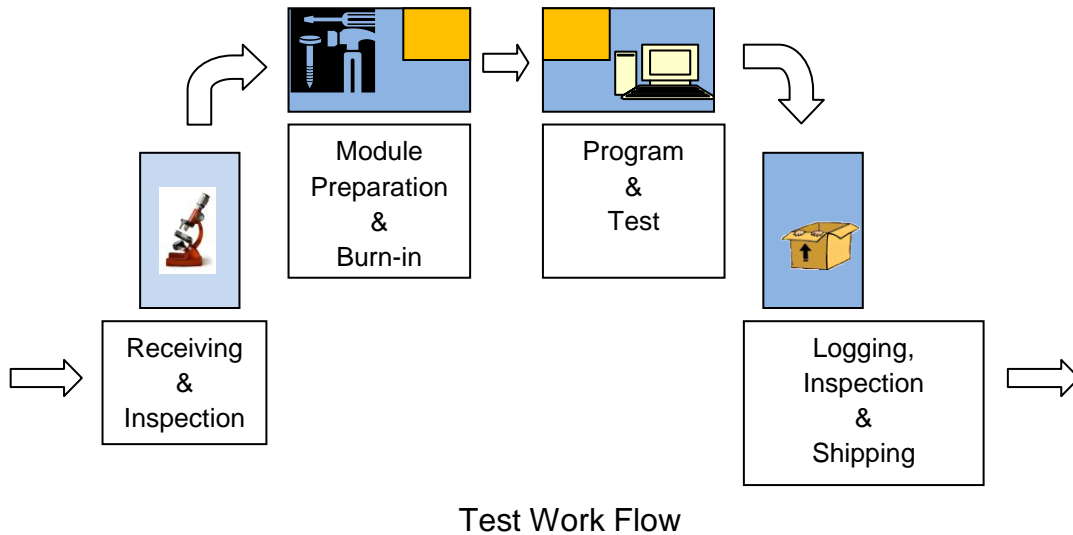 Receiving
&
Inspection
Module
Preparation
&
Burn-in
Program
&
Test
Logging,
Inspection
&
Shipping
Test Work Flow